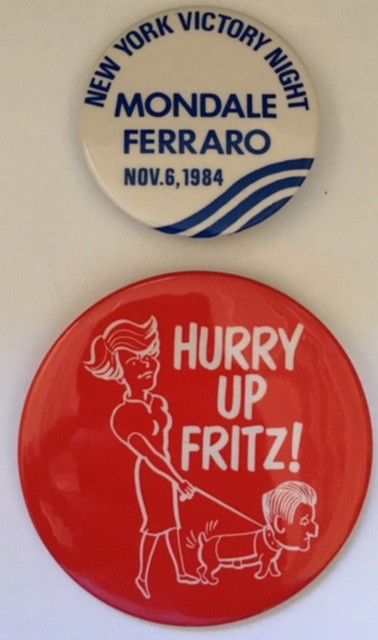 NEW YORK VICTORY NIGHT
MONDALE
FERRARO
NOV.6,1984
HURRY
UP
FRITZ!